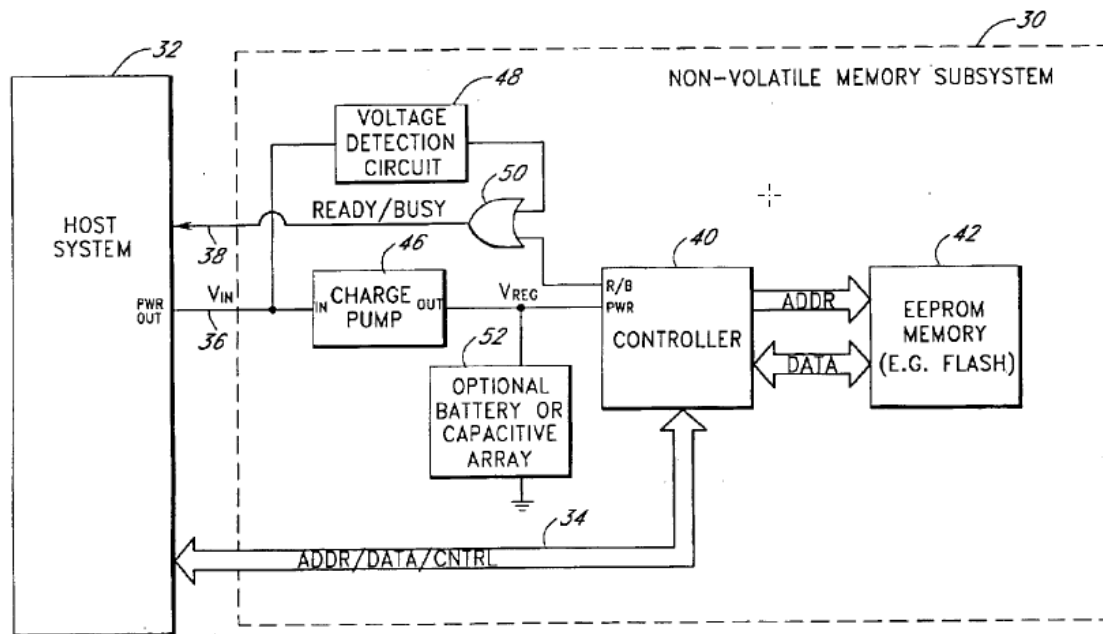 32
30
NON-VOLATILE MEMORY SUBSYSTEM
48
VOLTAGE
DETECTION
CIRCUIT
50
READY/BUSY
38
HOST
SYSTEM
46
40
42
PWR
OUT
VIN
36
IN
CHARGE
PUMP
OUT
VREG
R/B
PWR
CONTROLLER
ADDR
DATA
EEPROM
MEMORY
(E.G. FLASH)
52
OPTIONAL
BATTERY OR
CAPACITIVE
ARRAY
34
ADDR/DATA/CNTRL